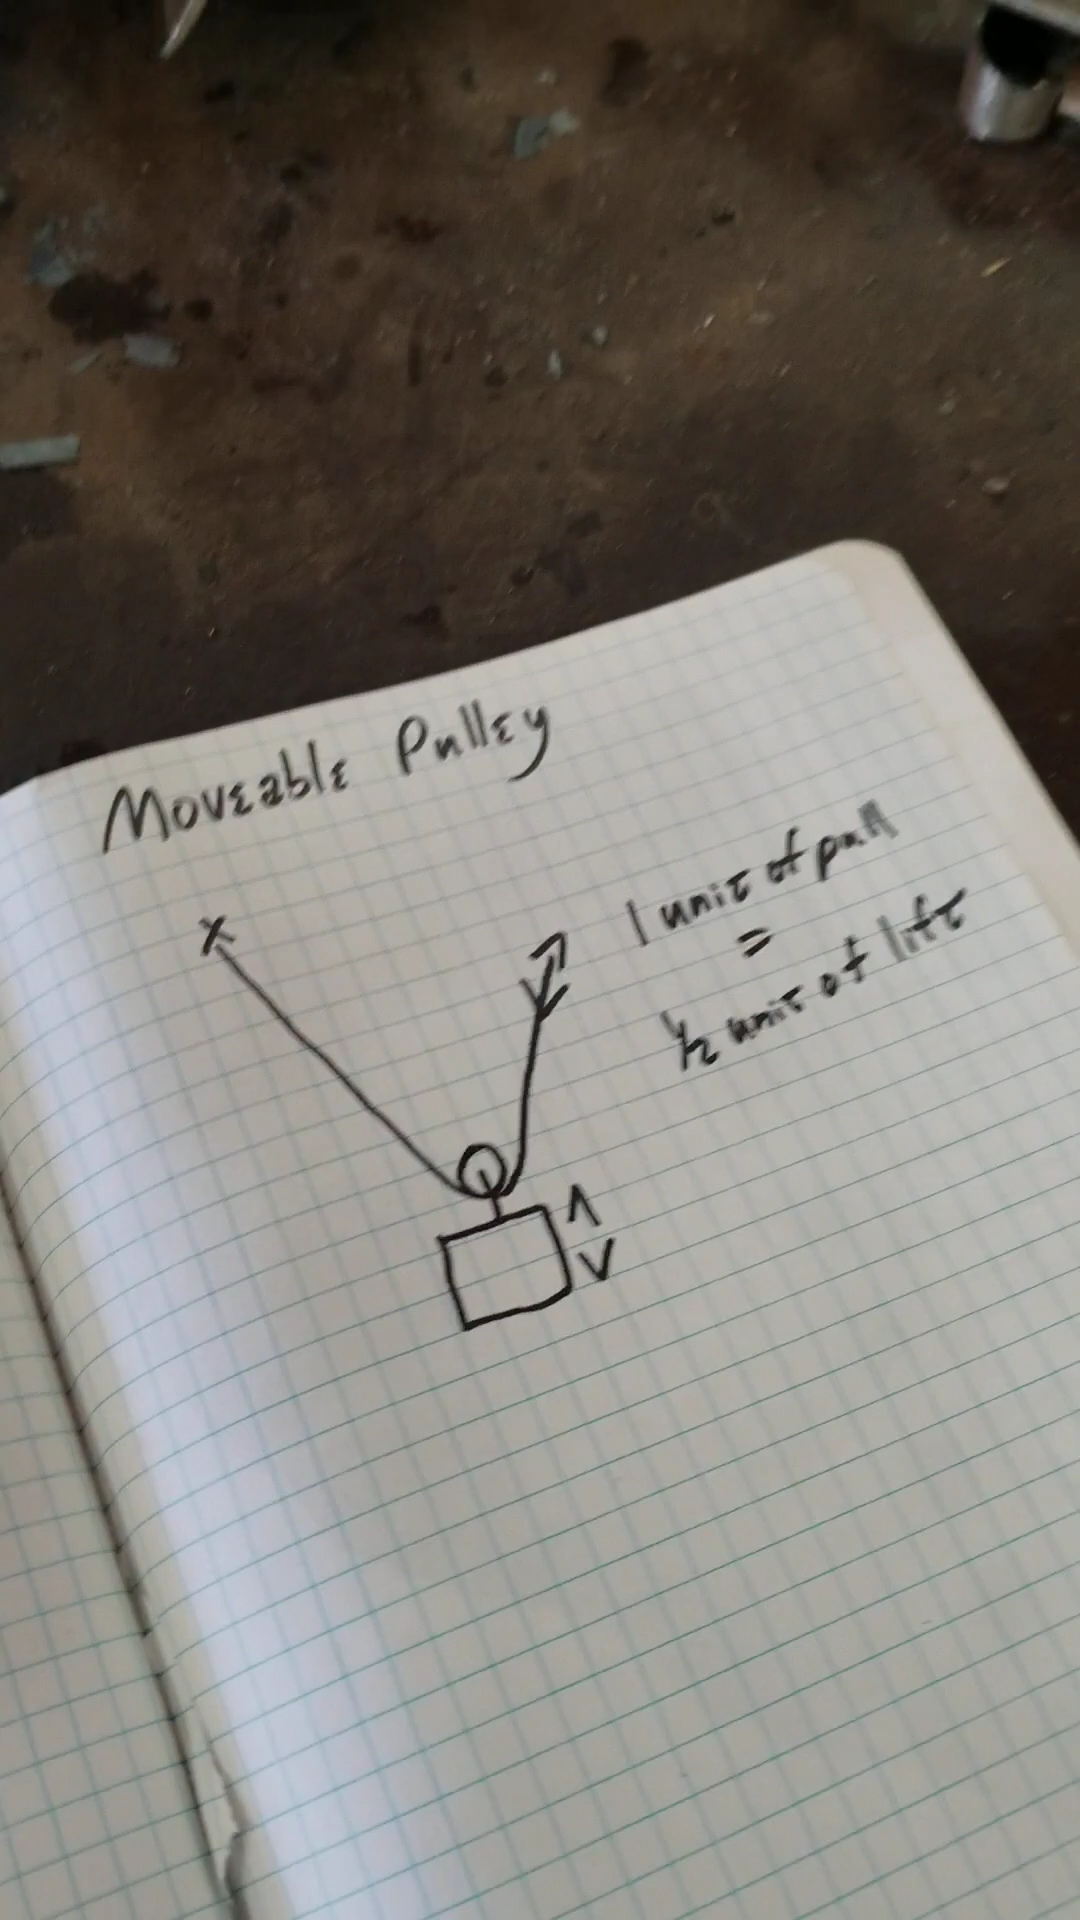 Moveable Pulley
x
1 unit of pull
=
1/2 unit of lift